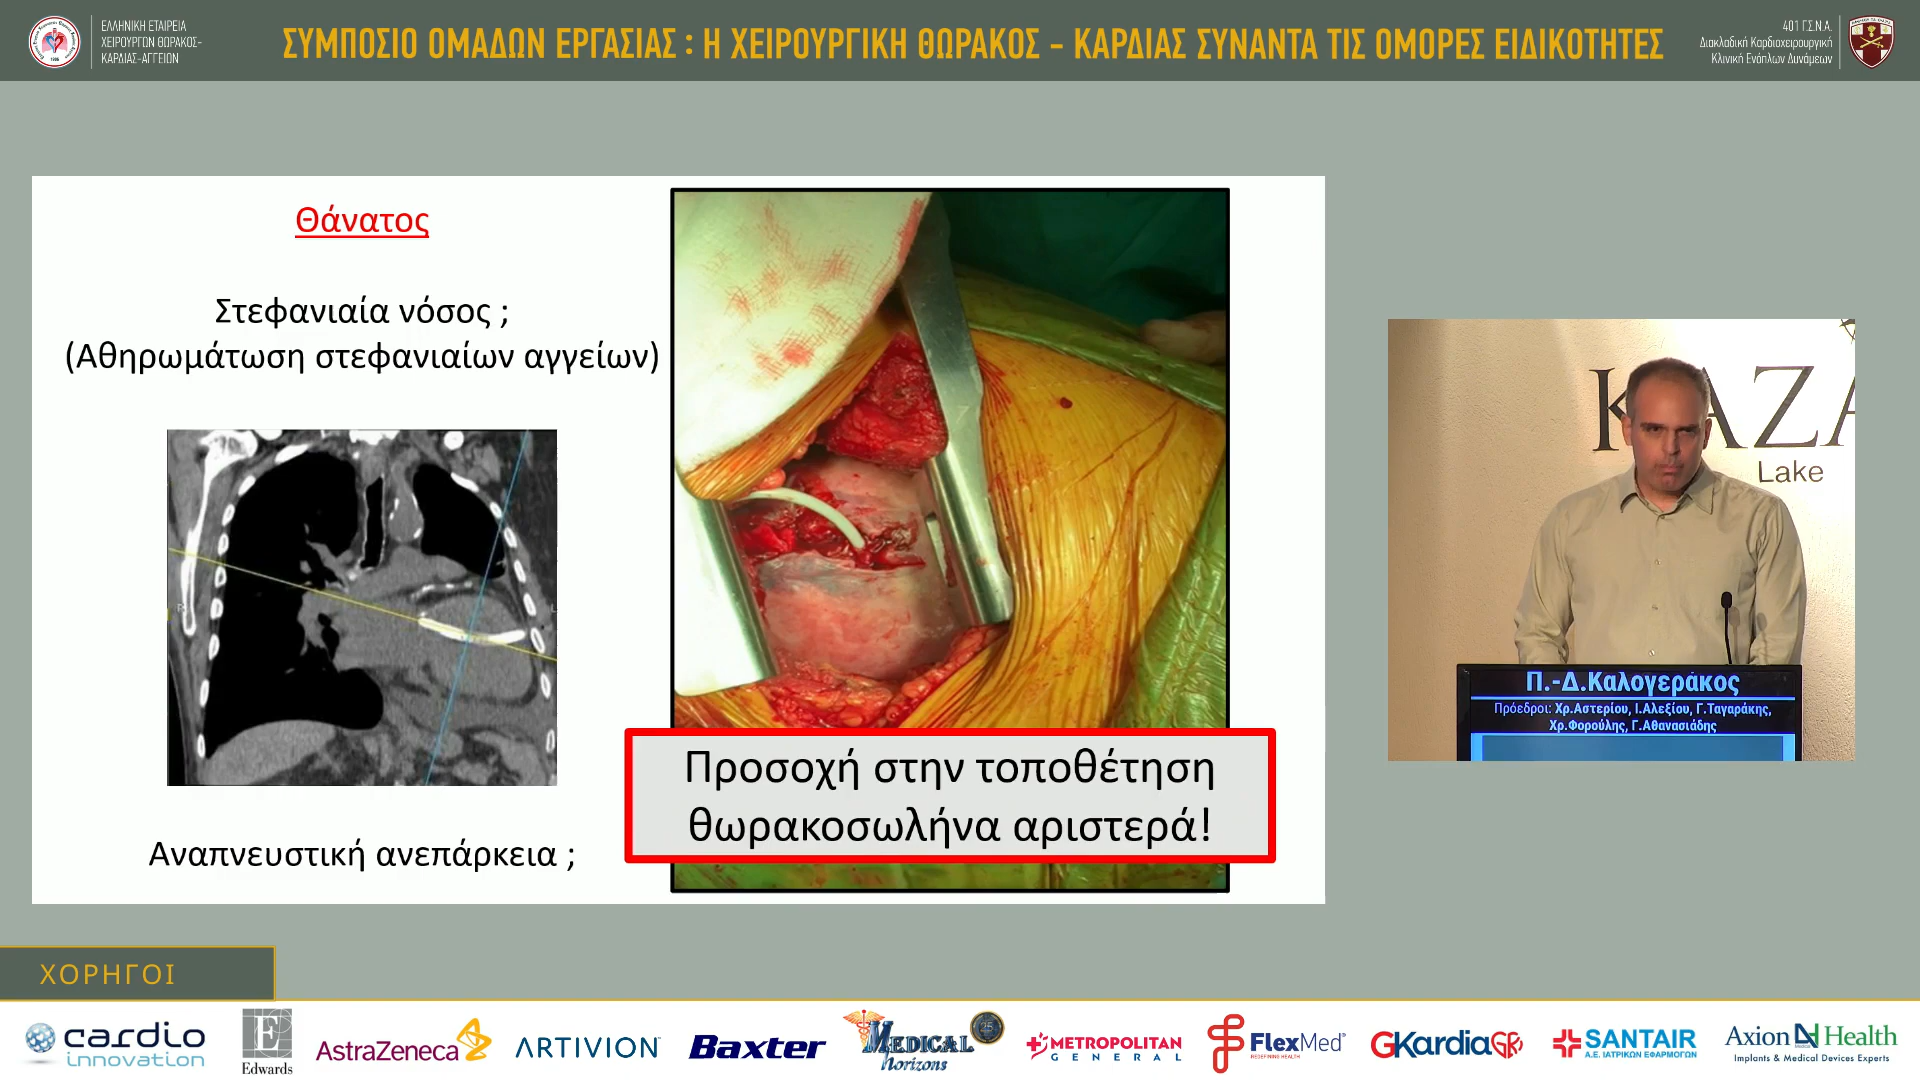 ΕΛΛΗΝΙΚΗ ΕΤΑΙΡΕΙΑ
ΧΕΙΡΟΥΡΓΩΝ ΘΩΡΑΚΟΣ-
ΚΑΡΔΙΑΣ-ΑΓΓΕΙΩΝ
ΣΥΜΠΟΣΙΟ ΟΜΑΔΩΝ ΕΡΓΑΣΙΑΣ : Η ΧΕΙΡΟΥΡΓΙΚΗ ΘΩΡΑΚΟΣ - ΚΑΡΔΙΑΣ ΣΥΝΑΝΤΑ ΤΙΣ ΟΜΟΡΕΣ ΕΙΔΙΚΟΤΗΤΕΣ
401 Γ.Σ.Ν.Α.
Διακλαδική Καρδιοχειρουργική
Κλινική Ενόπλων Δυνάμεων
Θάνατος
Στεφανιαία νόσος ;
(Αθηρωμάτωση στεφανιαίων αγγείων)
Αναπνευστική ανεπάρκεια ;
Προσοχή στην τοποθέτηση
θωρακοσωλήνα αριστερά!
KAZA
Lake
Π.-Δ.Καλογεράκος
Πρόεδροι: Χρ.Αστερίου, Ι.Αλεξίου, Γ.Ταγαράκης,
Χρ.Φορούλης, Γ.Αθανασιάδης
ΧΟΡΗΓΟΙ
cardio
innovation
E
Edwards
AstraZeneca
ARTIVION
Baxter
MEDICAL
horizons
25
METROPOLITAN
GENERAL
FlexMed
REDEFINING HEALTH
GKardiaGR
SANTAIR
Α.Ε. ΙΑΤΡΙΚΩΝ ΕΦΑΡΜΟΓΩΝ
Axion Health
Implants & Medical Devices Experts